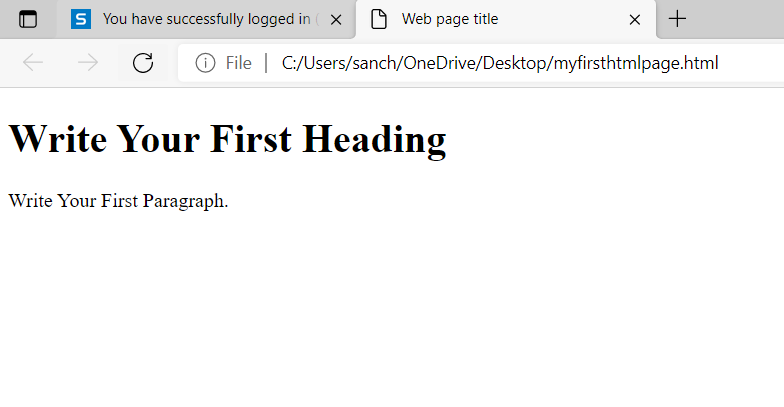 You have successfully logged in
Web page title
File
C:/Users/sanch/OneDrive/Desktop/myfirsthtmlpage.html
Write Your First Heading
Write Your First Paragraph.